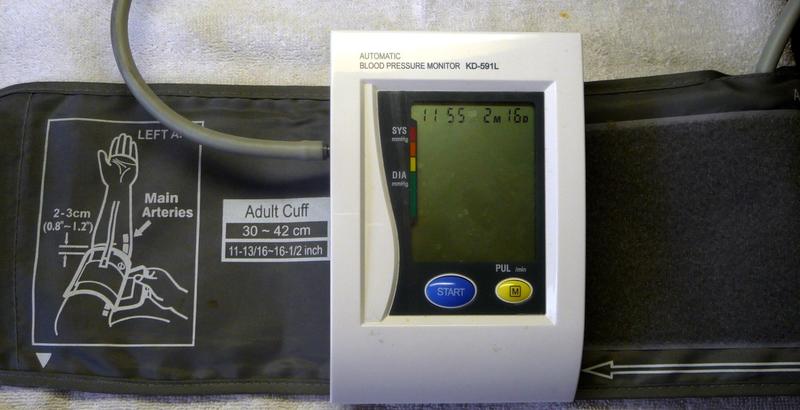 AUTOMATIC
BLOOD PRESSURE MONITOR KD-591L
11 55 2M 16D
SYS
mmHg
DIA
mmHg
PUL /min
START
M
LEFT
Main
Arteries
2-3cm
(0.8"~1.2")
Adult Cuff
30 ~ 42 cm
11-13/16~16-1/2 inch